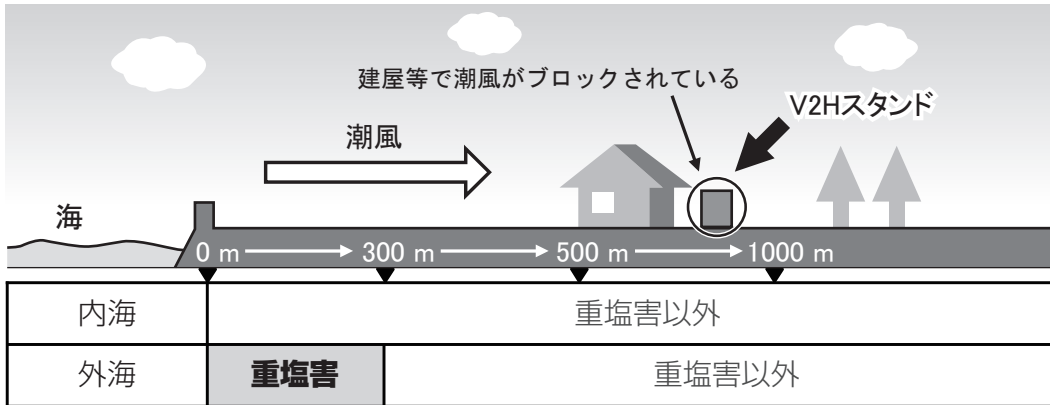 建屋等で潮風がブロックされている
V2Hスタンド
潮風
海
0 m 300 m 500 m 1000 m
内海 重塩害以外
外海 重塩害 重塩害以外